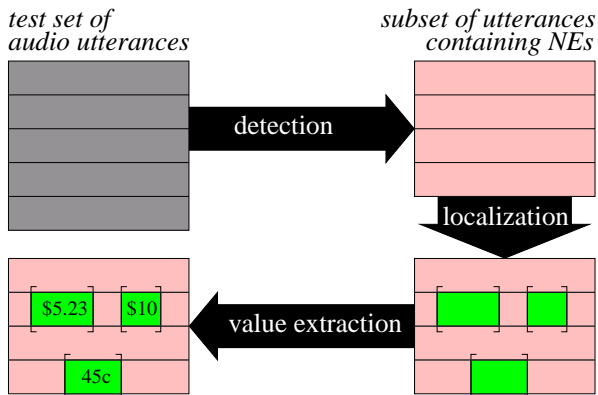 test set of
audio utterances
subset of utterances
containing NEs
detection
localization
value extraction
$5.23
$10
45c